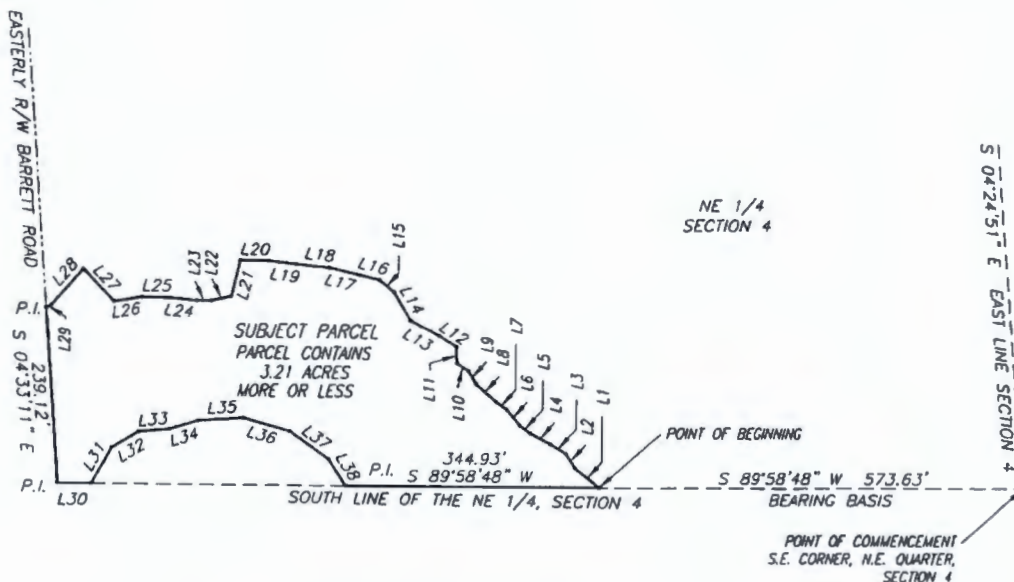 EASTERLY R/W BARRETT ROAD
S 04°24'51" E EAST LINE SECTION 4
NE 1/4
SECTION 4
L15
L20
L18
L28
L23
L22
L16
L19
L17
L27
L25
L21
L14
L26
L24
P.I.
L29
L12
L13
L7
L9
L8
L5
SUBJECT PARCEL
PARCEL CONTAINS
3.21 ACRES
MORE OR LESS
L11
L10
L6
L4
L3
L1
L2
239.12'
S 04°33'11" E
L35
L33
L34
L36
L37
L31
L32
L38
POINT OF BEGINNING
P.I.
344.93'
S 89°58'48" W
S 89°58'48" W 573.63'
P.I.
L30
SOUTH LINE OF THE NE 1/4, SECTION 4
BEARING BASIS
POINT OF COMMENCEMENT
S.E. CORNER, N.E. QUARTER,
SECTION 4